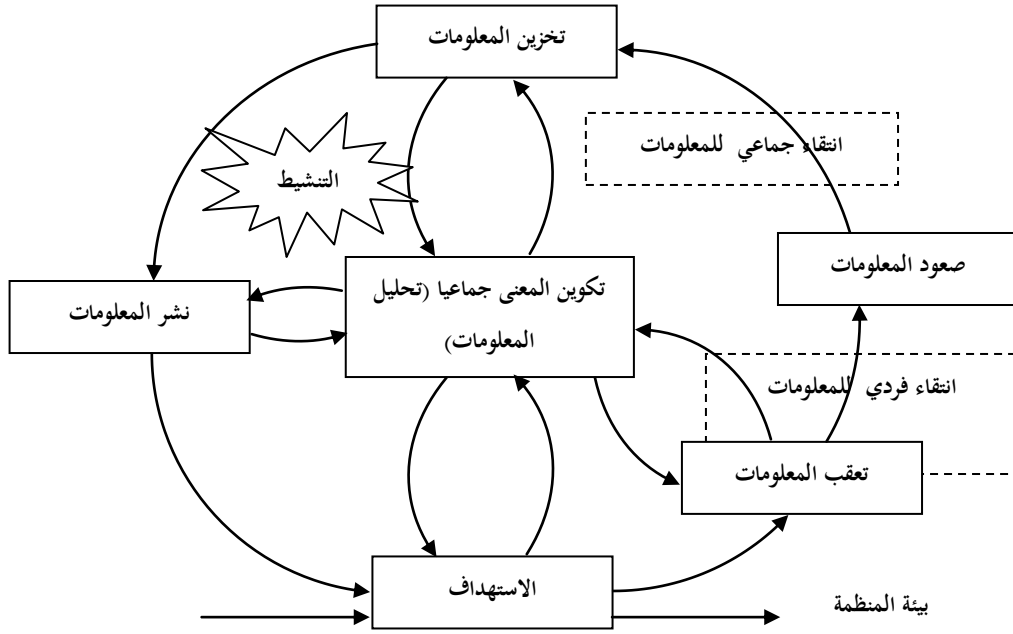 تخزين المعلومات
انتقاء جماعي للمعلومات
التنشيط
صعود المعلومات
تكوين المعنى جماعيا (تحليل
المعلومات)
نشر المعلومات
انتقاء فردي للمعلومات
تعقب المعلومات
الاستهداف
بيئة المنظمة